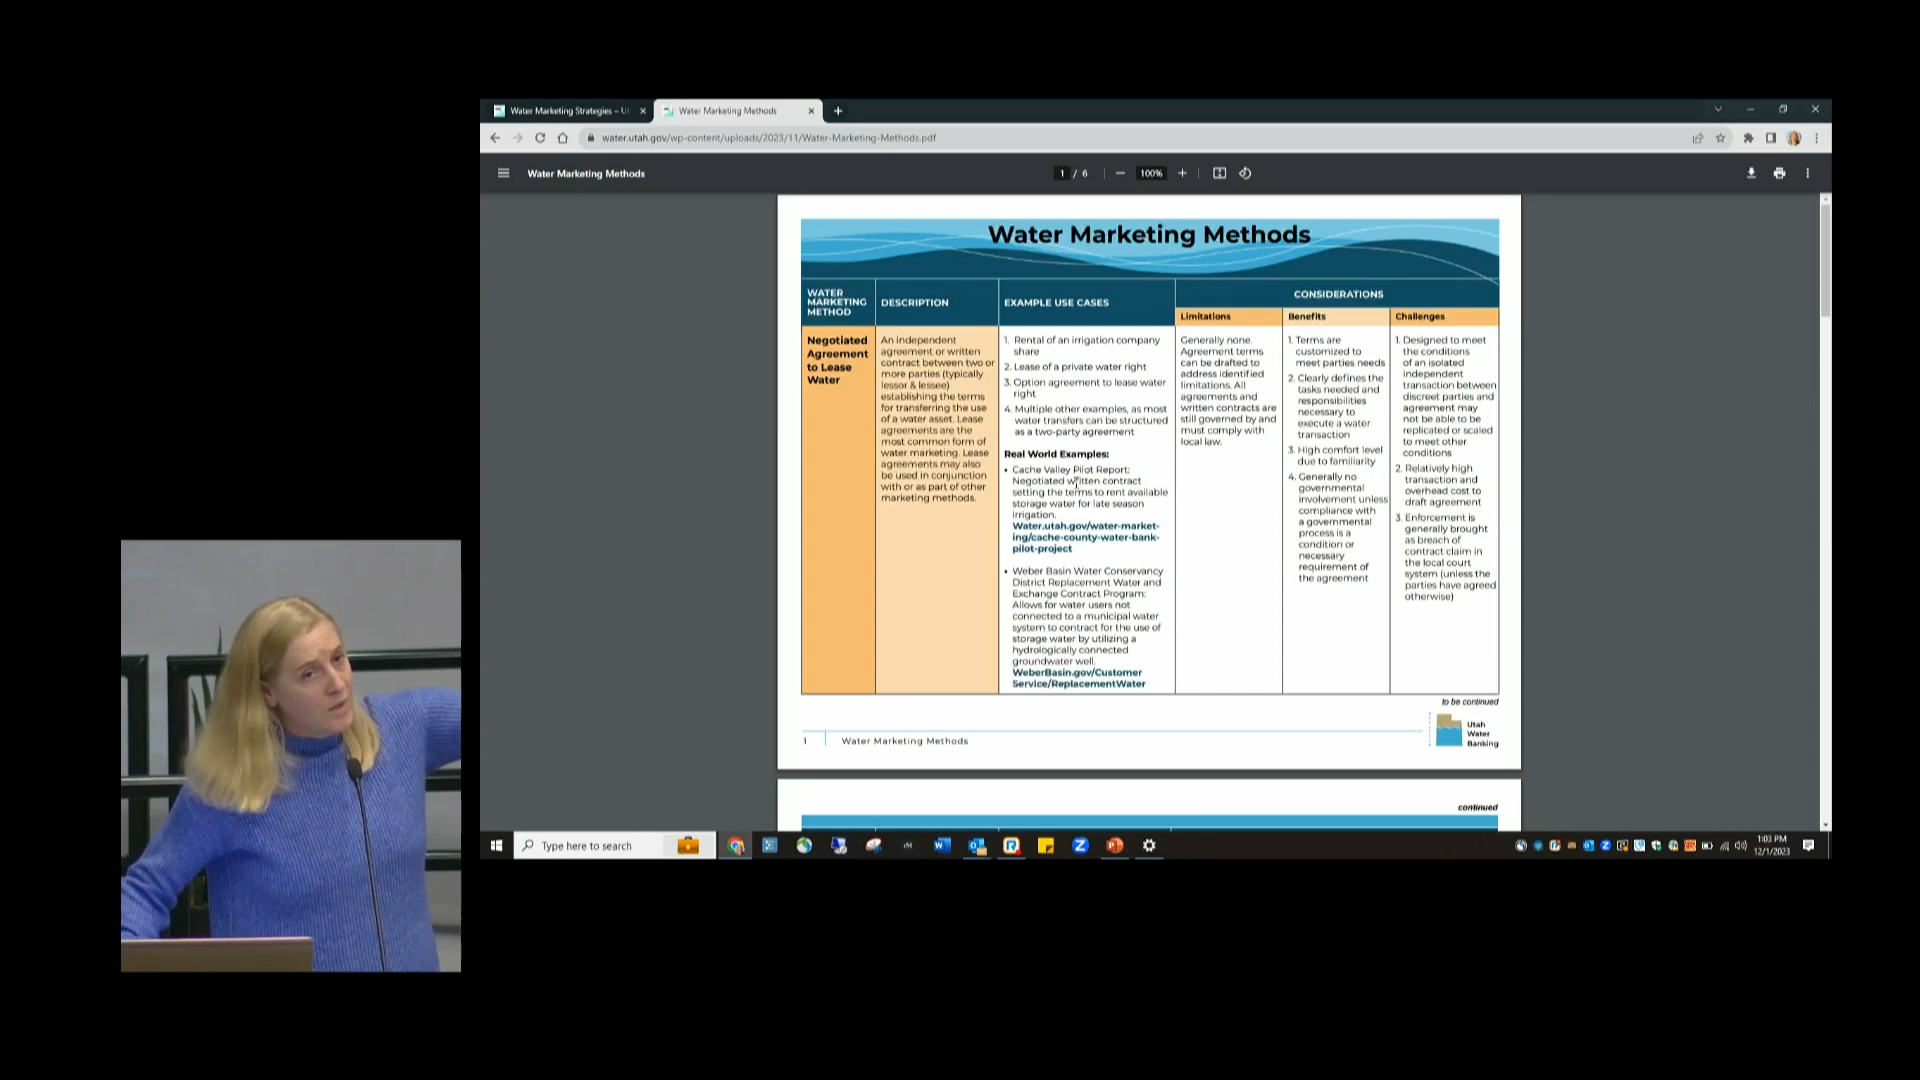 Water Marketing Strategies – U
Water Marketing Methods
water.utah.gov/wp-content/uploads/2023/11/Water-Marketing-Methods.pdf
Water Marketing Methods
1 / 6
100%
Water Marketing Methods
WATER
MARKETING
METHOD
DESCRIPTION
EXAMPLE USE CASES
CONSIDERATIONS
Limitations
Benefits
Challenges
Negotiated
Agreement
to Lease
Water
An independent
agreement or written
contract between two or
more parties (typically
lessor & lessee)
establishing the terms
for transferring the use
of a water asset. Lease
agreements are the
most common form of
water marketing. Lease
agreements may also
be used in conjunction
with or as part of other
marketing methods.
1. Rental of an irrigation company
share
2. Lease of a private water right
3. Option agreement to lease water
right
4. Multiple other examples, as most
water transfers can be structured
as a two-party agreement
Real World Examples:
• Cache Valley Pilot Report:
Negotiated written contract
setting the terms to rent available
storage water for late season
irrigation.
Water.utah.gov/water-market-
ing/cache-county-water-bank-
pilot-project
• Weber Basin Water Conservancy
District Replacement Water and
Exchange Contract Program:
Allows for water users not
connected to a municipal water
system to contract for the use of
storage water by utilizing a
hydrologically connected
groundwater well.
WeberBasin.gov/Customer
Service/ReplacementWater
Generally none.
Agreement terms
can be drafted to
address identified
limitations. All
agreements and
written contracts are
still governed by and
must comply with
local law.
1. Terms are
customized to
meet parties needs
2. Clearly defines the
tasks needed and
responsibilities
necessary to
execute a water
transaction
3. High comfort level
due to familiarity
4. Generally no
governmental
involvement unless
compliance with
a governmental
process is a
condition or
necessary
requirement of
the agreement
1. Designed to meet
the conditions
of an isolated
independent
transaction between
discreet parties and
agreement may
not be able to be
replicated or scaled
to meet other
conditions
2. Relatively high
transaction and
overhead cost to
draft agreement
3. Enforcement is
generally brought
as breach of
contract claim in
the local court
system (unless the
parties have agreed
otherwise)
to be continued
1
Water Marketing Methods
Utah
Water
Banking
continued
Type here to search
1:03 PM
12/1/2023